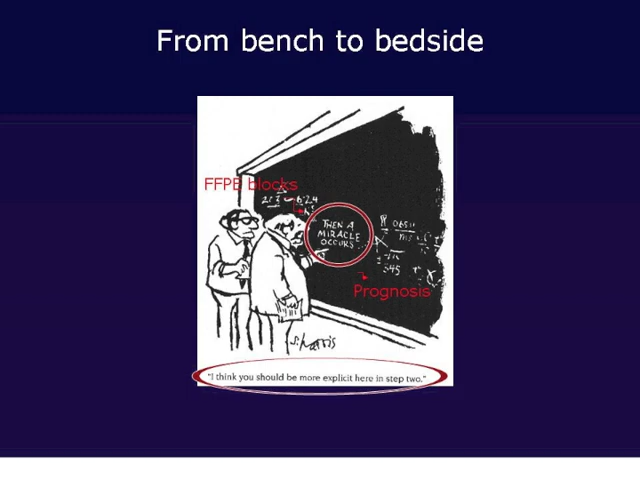 From bench to bedside
FFPE blocks
THEN A
MIRACLE
OCCURS
Prognosis
S. Harris
"I think you should be more explicit here in step two."